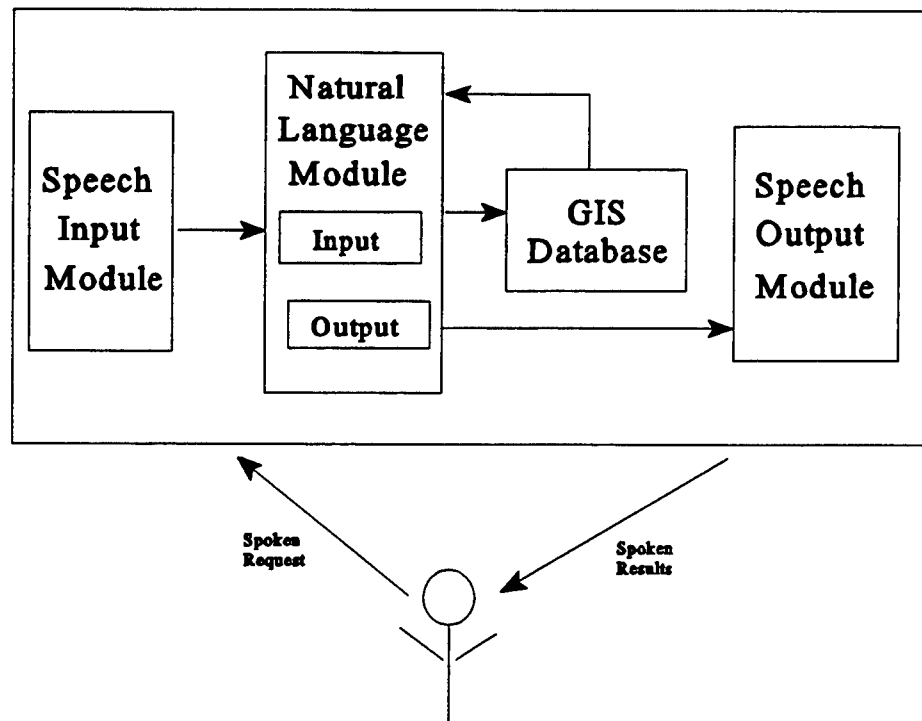 Speech
Input
Module
Natural
Language
Module
Input
Output
GIS
Database
Speech
Output
Module
Spoken
Request
Spoken
Results